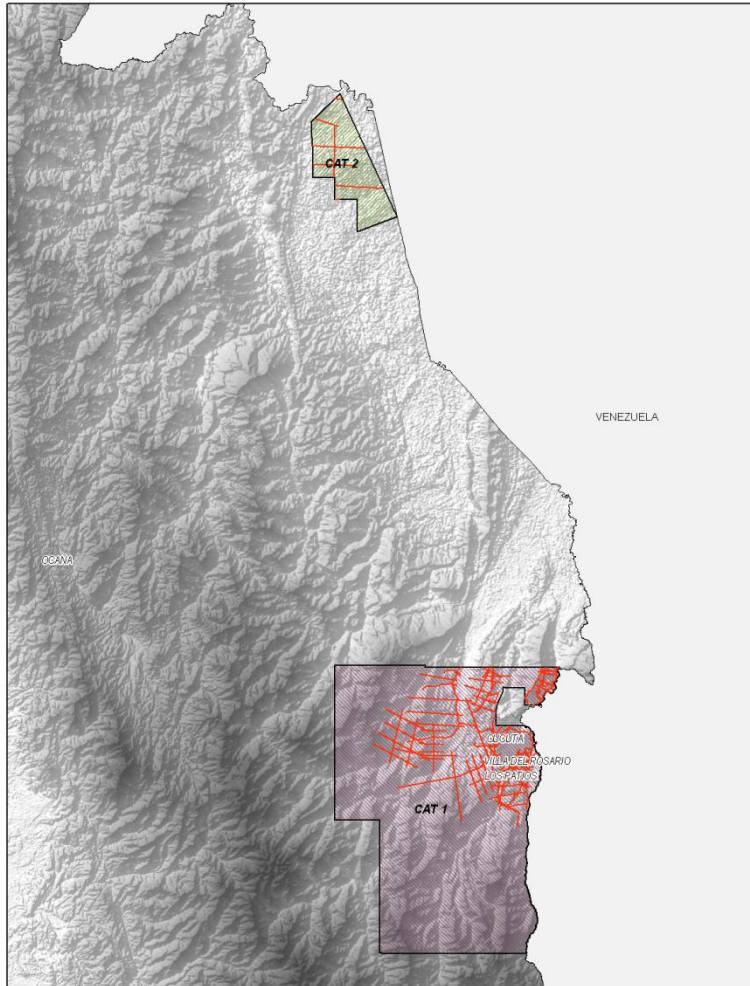 CAT 2
VENEZUELA
OCAÑA
CUCUTA
VILLA DEL ROSARIO
LOS PATIOS
CAT 1